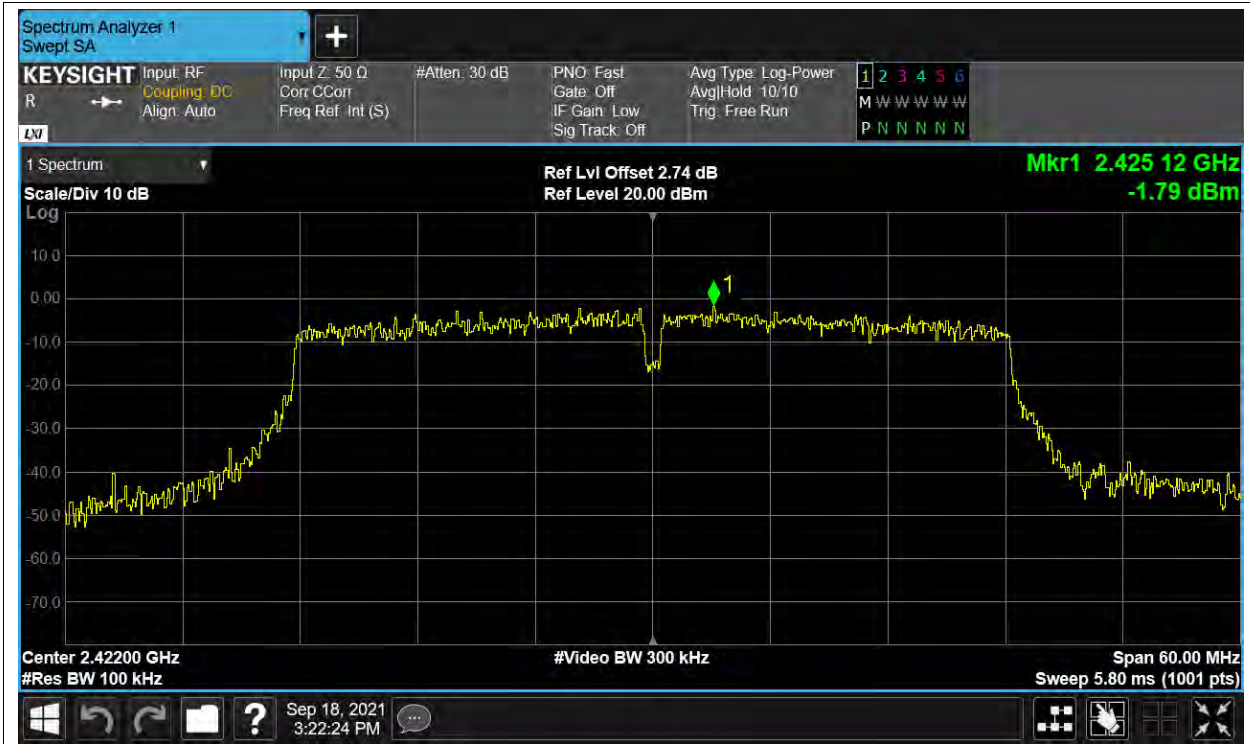 Spectrum Analyzer 1
Swept SA
+
KEYSIGHT Input: RF Input Z: 50 Ω #Atten: 30 dB PNO: Fast Avg Type: Log-Power 1 2 3 4 5 6
R Coupling: DC Corr CCorr Gate: Off Avg|Hold: 10/10 M W W W W W W
Align: Auto Freq Ref: Int (S) IF Gain: Low Trig: Free Run
LXI Sig Track: Off P N N N N N N
1 Spectrum
Ref Lvl Offset 2.74 dB Mkr1 2.425 12 GHz
Scale/Div 10 dB Ref Level 20.00 dBm -1.79 dBm
Log
10.0
1
0.00
-10.0
-20.0
-30.0
-40.0
-50.0
-60.0
-70.0
Center 2.42200 GHz #Video BW 300 kHz Span 60.00 MHz
#Res BW 100 kHz Sweep 5.80 ms (1001 pts)
? Sep 18, 2021
3:22:24 PM